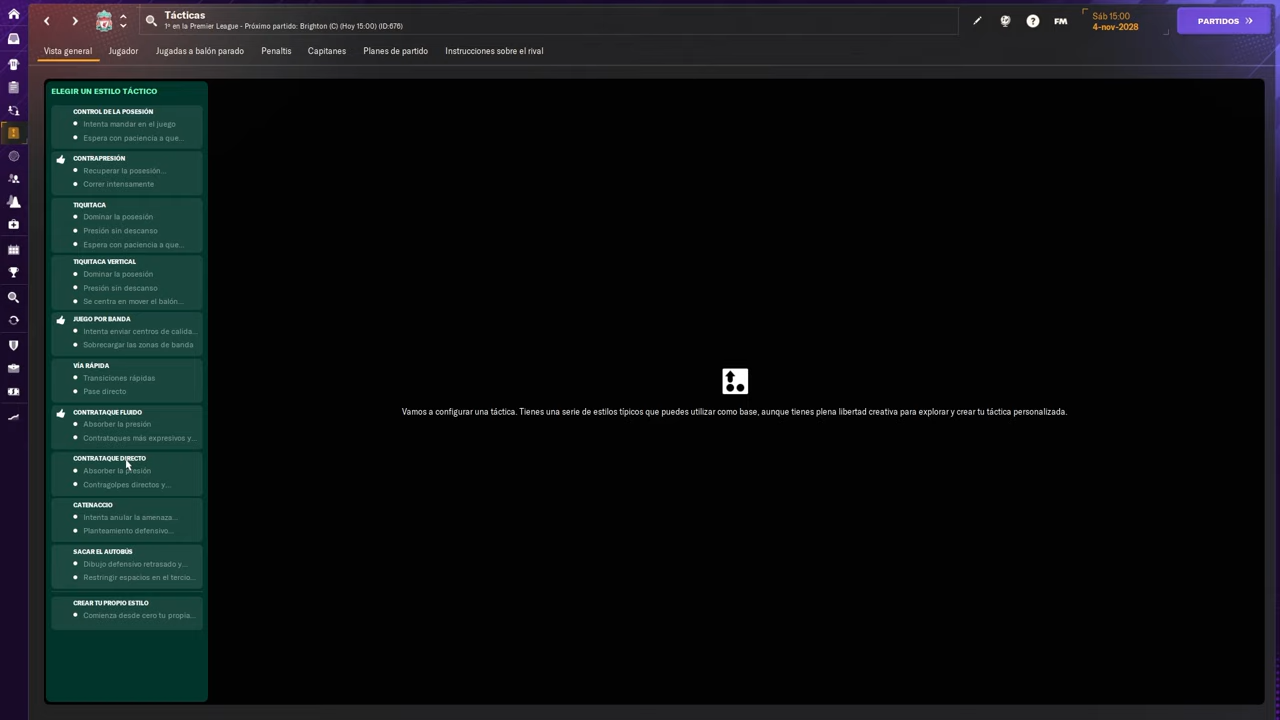 Tácticas
1º en la Premier League - Próximo partido: Brighton (C) (Hoy 15:00) (ID:676)
FM
Sáb 15:00
4-nov-2028
PARTIDOS
Vista general
Jugador
Jugadas a balón parado
Penaltis
Capitanes
Planes de partido
Instrucciones sobre el rival
ELEGIR UN ESTILO TÁCTICO
CONTROL DE LA POSESIÓN
Intenta mandar en el juego
Espera con paciencia a que...
CONTRAPRESIÓN
Recuperar la posesión...
Correr intensamente
TIQUITACA
Dominar la posesión
Presión sin descanso
Espera con paciencia a que...
TIQUITACA VERTICAL
Dominar la posesión
Presión sin descanso
Se centra en mover el balón...
JUEGO POR BANDA
Intenta enviar centros de calida...
Sobrecargar las zonas de banda
VÍA RÁPIDA
Transiciones rápidas
Pase directo
CONTRATAQUE FLUIDO
Absorber la presión
Contrataques más expresivos y...
CONTRATAQUE DIRECTO
Absorber la presión
Contragolpes directos y...
CATENACCIO
Intenta anular la amenaza...
Planteamiento defensivo...
SACAR EL AUTOBÚS
Dibujo defensivo retrasado y...
Restringir espacios en el tercio...
CREAR TU PROPIO ESTILO
Comienza desde cero tu propia...
Vamos a configurar una táctica. Tienes una serie de estilos típicos que puedes utilizar como base, aunque tienes plena libertad creativa para explorar y crear tu táctica personalizada.